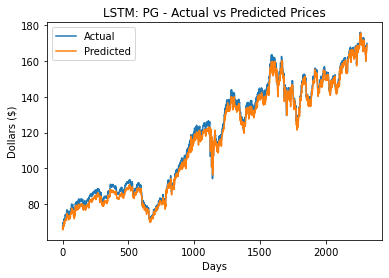 LSTM: PG - Actual vs Predicted Prices
Actual
Predicted
180
160
140
120
100
80
Dollars ($)
0 500 1000 1500 2000
Days